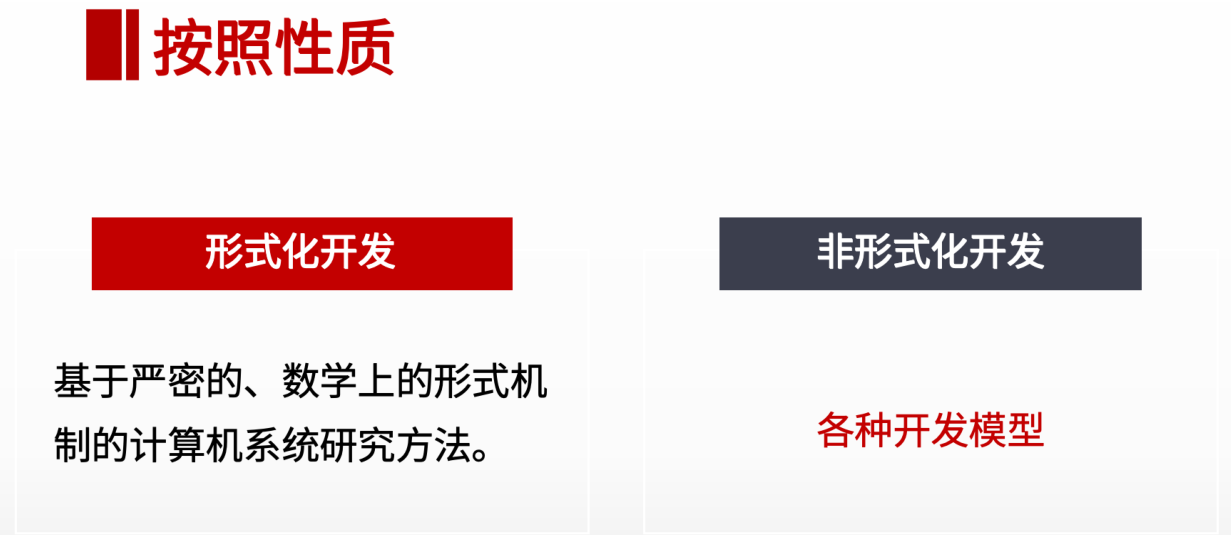 按照性质
形式化开发
基于严密的、数学上的形式机
制的计算机系统研究方法。
非形式化开发
各种开发模型